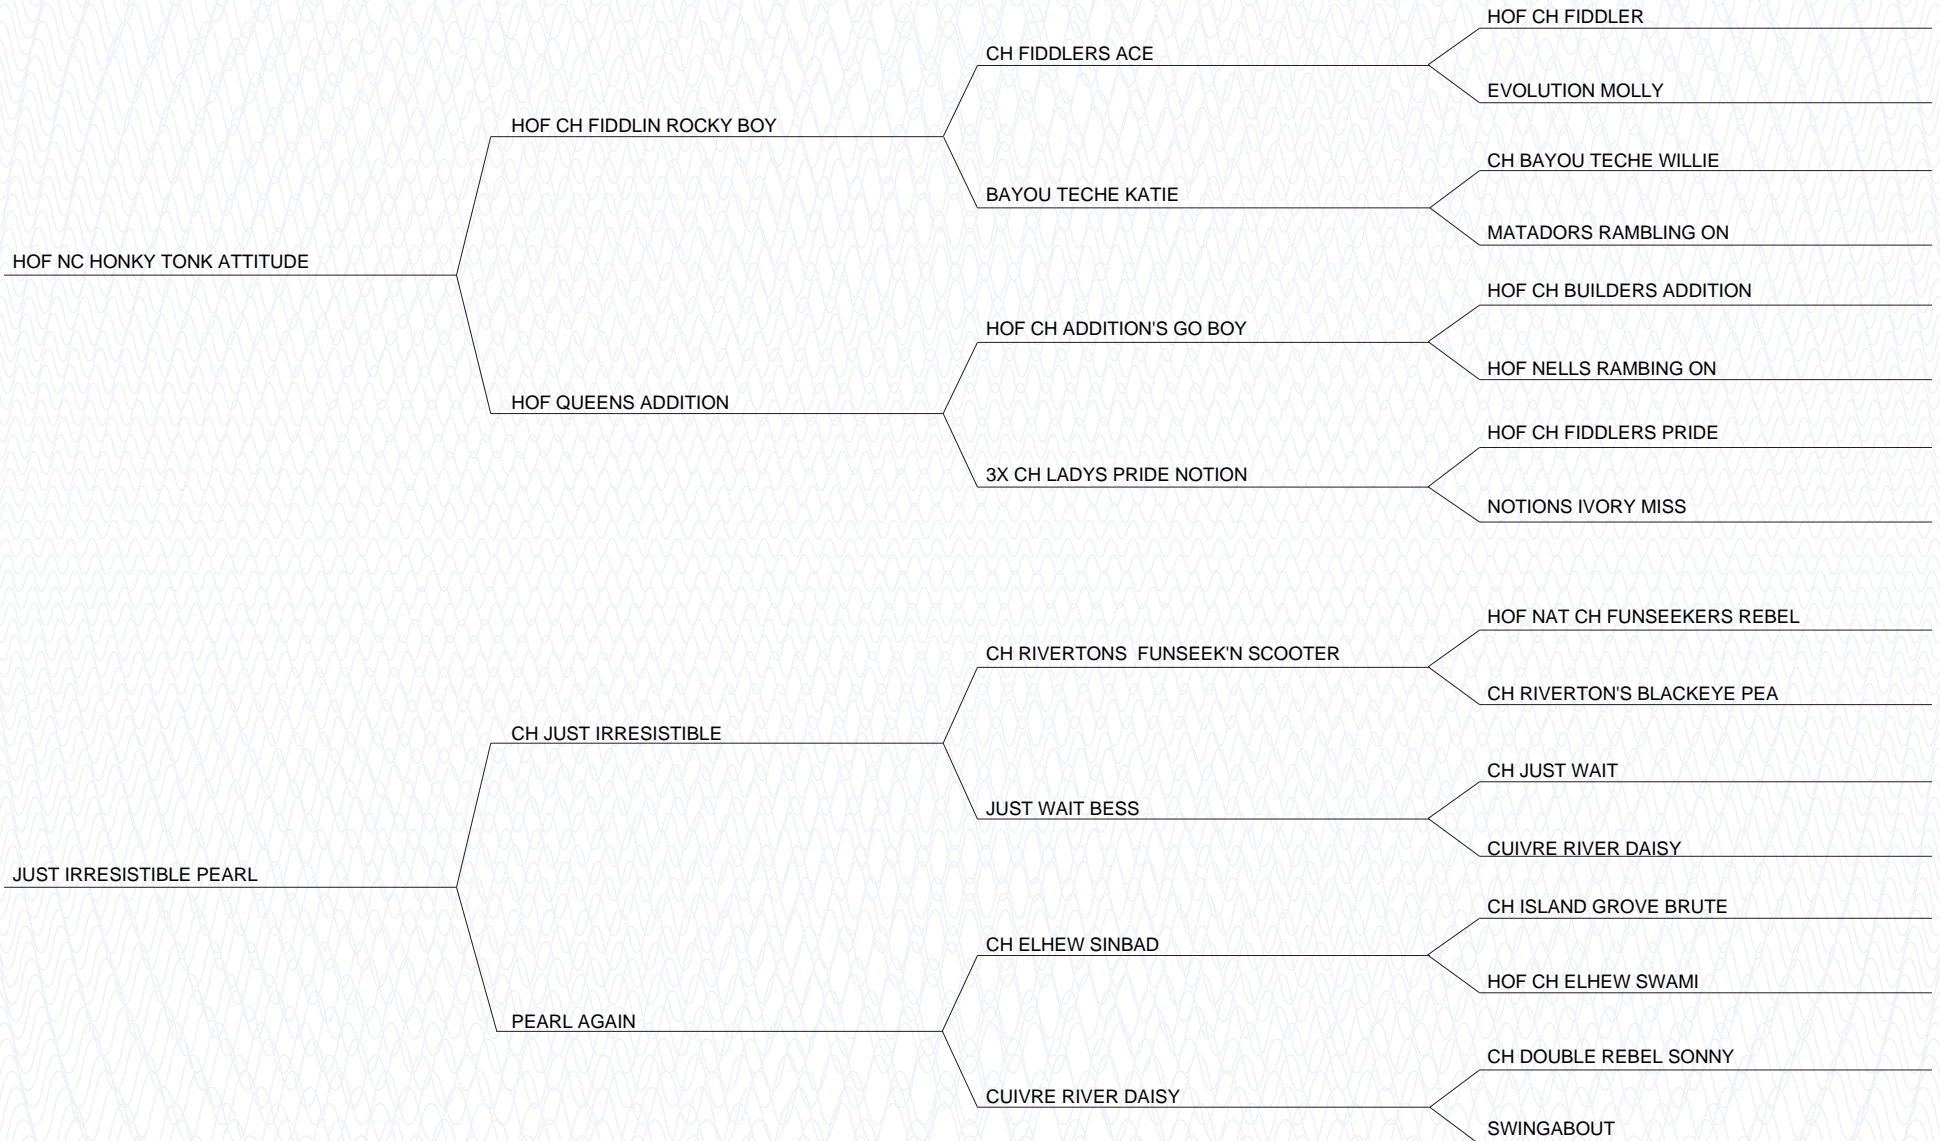 HOF CH FIDDLER
CH FIDDLERS ACE
EVOLUTION MOLLY
HOF CH FIDDLIN ROCKY BOY
CH BAYOU TECHE WILLIE
BAYOU TECHE KATIE
MATADORS RAMBLING ON
HOF NC HONKY TONK ATTITUDE
HOF CH BUILDERS ADDITION
HOF CH ADDITION'S GO BOY
HOF NELLS RAMBING ON
HOF QUEENS ADDITION
HOF CH FIDDLERS PRIDE
3X CH LADYS PRIDE NOTION
NOTIONS IVORY MISS
HOF NAT CH FUNSEEKERS REBEL
CH RIVERTONS  FUNSEEK'N SCOOTER
CH RIVERTON'S BLACKEYE PEA
CH JUST IRRESISTIBLE
CH JUST WAIT
JUST WAIT BESS
CUIVRE RIVER DAISY
JUST IRRESISTIBLE PEARL
CH ISLAND GROVE BRUTE
CH ELHEW SINBAD
HOF CH ELHEW SWAMI
PEARL AGAIN
CH DOUBLE REBEL SONNY
CUIVRE RIVER DAISY
SWINGABOUT